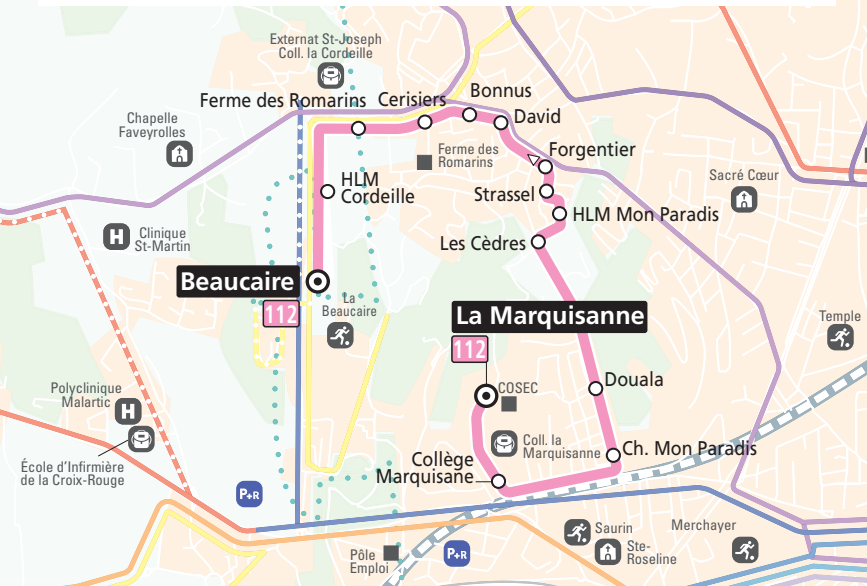 Externat St-Joseph
Coll. la Cordeille
Ferme des Romarins
Cerisiers
Bonnus
David
Chapelle
Faveyrolles
Ferme des
Romarins
Forgentier
Sacré Cœur
HLM
Cordeille
Strassel
HLM Mon Paradis
H
Clinique
St-Martin
Les Cèdres
Beaucaire
112
La
Beaucaire
La Marquisanne
112
Temple
COSEC
Douala
Polyclinique
Malartic
H
École d'Infirmière
de la Croix-Rouge
Coll. la
Marquisanne
Ch. Mon Paradis
Collège
Marquisane
P+R
Pôle
Emploi
P+R
Saurin
Ste-
Roseline
Merchayer